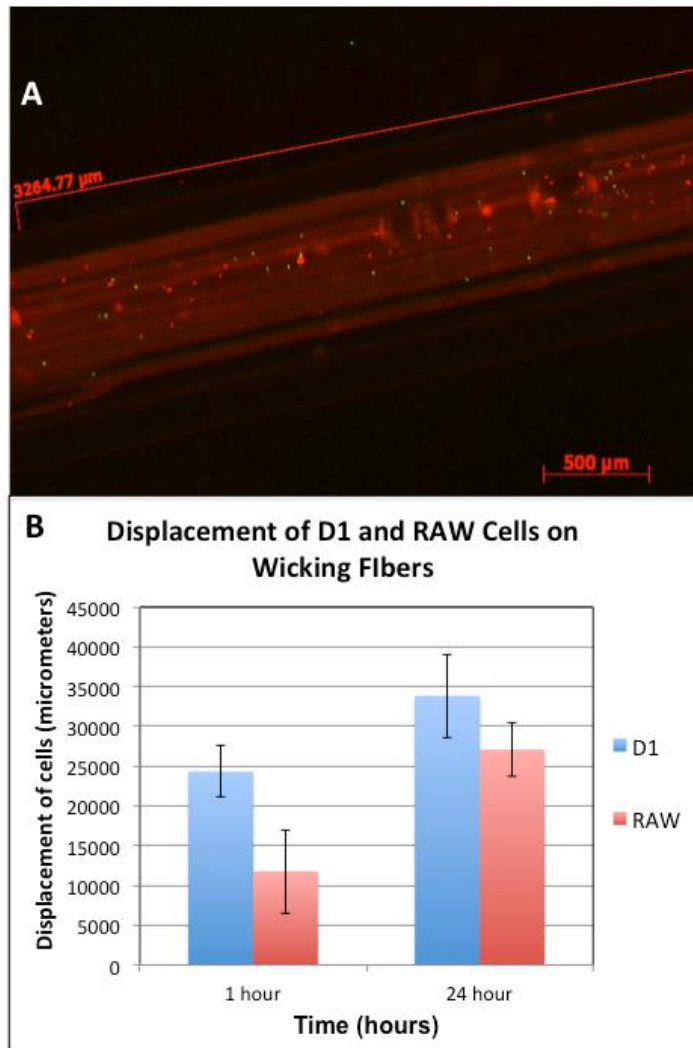 A
3264.77 µm
500 µm
B
Displacement of D1 and RAW Cells on
Wicking FIbers
Displacement of cells (micrometers)
45000
40000
35000
30000
25000
20000
15000
10000
5000
0
1 hour
24 hour
Time (hours)
D1
RAW